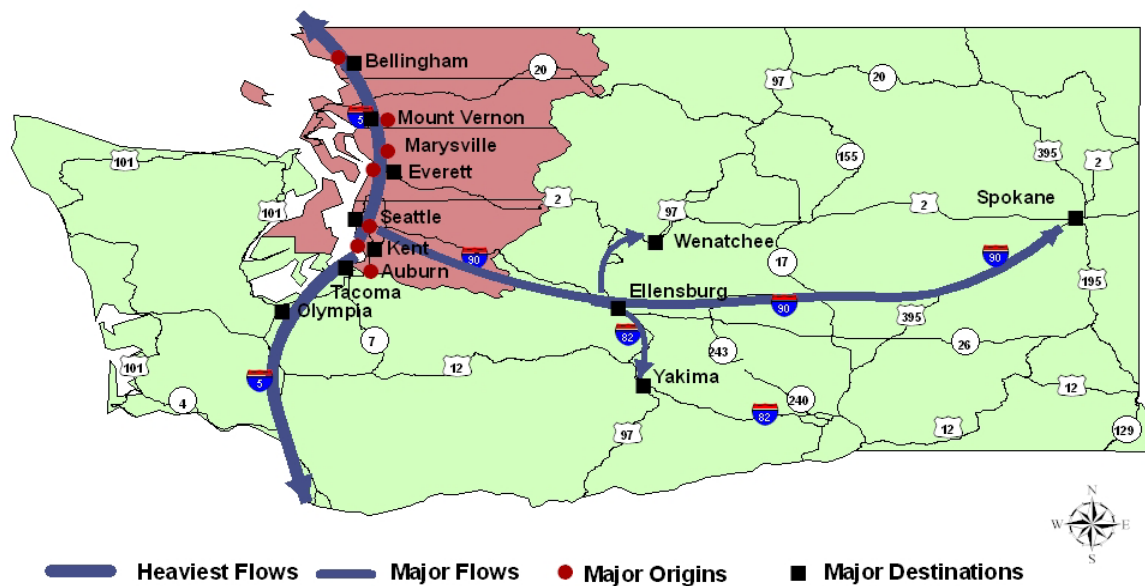 Bellingham
20
97
20
5
Mount Vernon
Marysville
101
Everett
155
395
2
101
Seattle
2
97
2
Spokane
Kent
90
Wenatchee
90
Auburn
17
Tacoma
Ellensburg
195
Olympia
90
395
82
7
243
26
101
12
5
Yakima
12
4
240
82
97
12
129
N
W
E
S
Heaviest Flows
Major Flows
Major Origins
Major Destinations